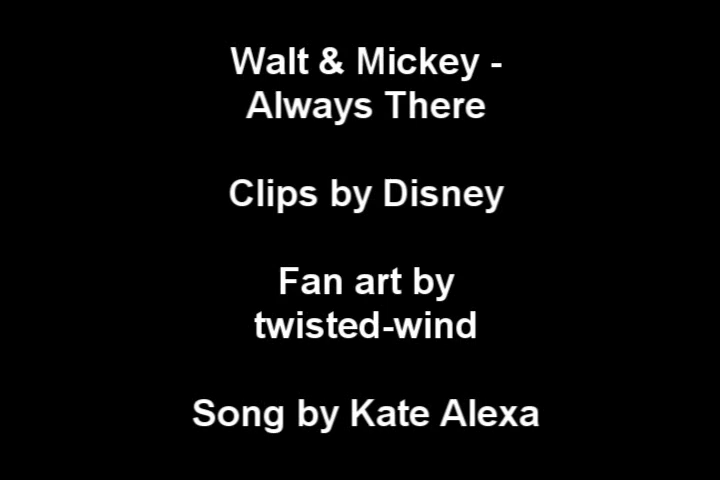 Walt & Mickey -
Always There
Clips by Disney
Fan art by
twisted-wind
Song by Kate Alexa